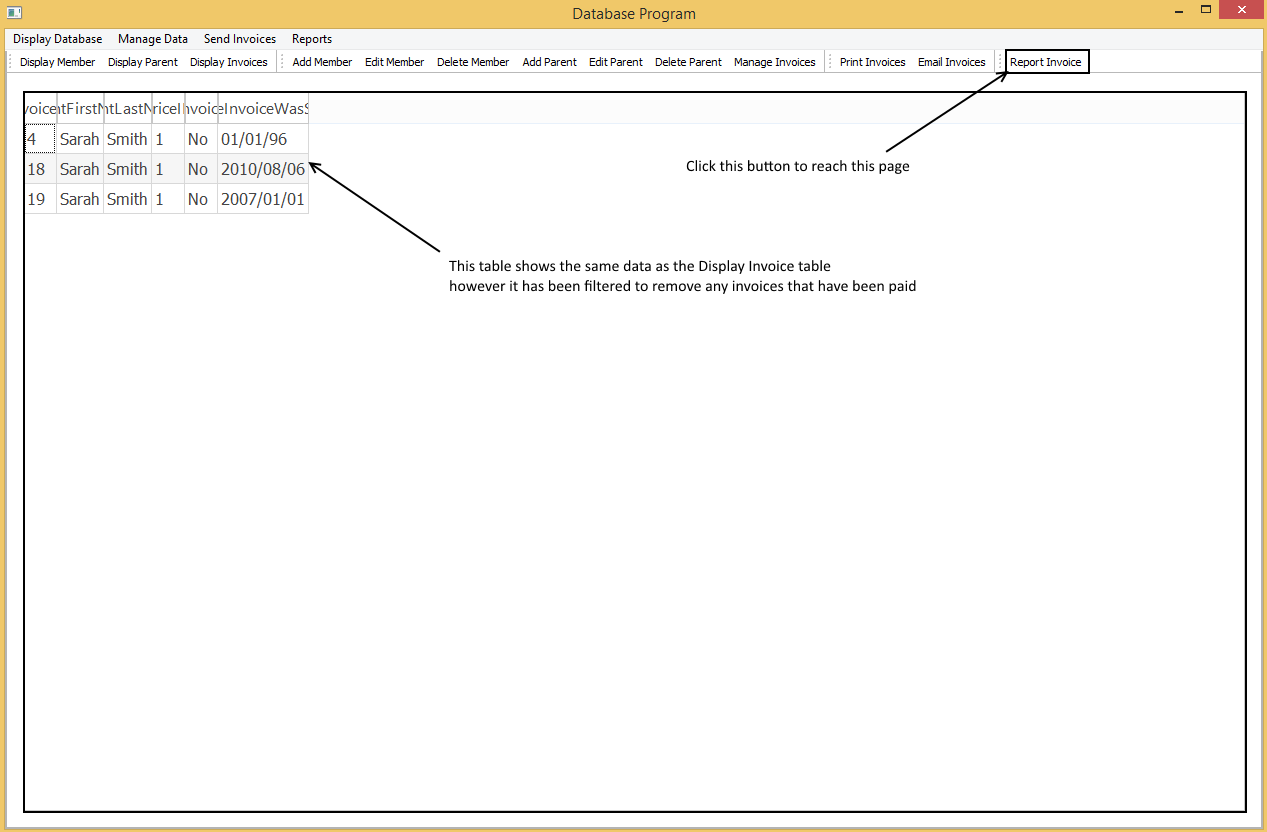 Database Program
Display Database Manage Data Send Invoices Reports
Display Member Display Parent Display Invoices Add Member Edit Member Delete Member Add Parent Edit Parent Delete Parent Manage Invoices Print Invoices Email Invoices Report Invoice
voice ntFirstN ntLastN riceI nvoic eInvoiceWasS
4 Sarah Smith 1 No 01/01/96
18 Sarah Smith 1 No 2010/08/06
19 Sarah Smith 1 No 2007/01/01
Click this button to reach this page
This table shows the same data as the Display Invoice table
however it has been filtered to remove any invoices that have been paid